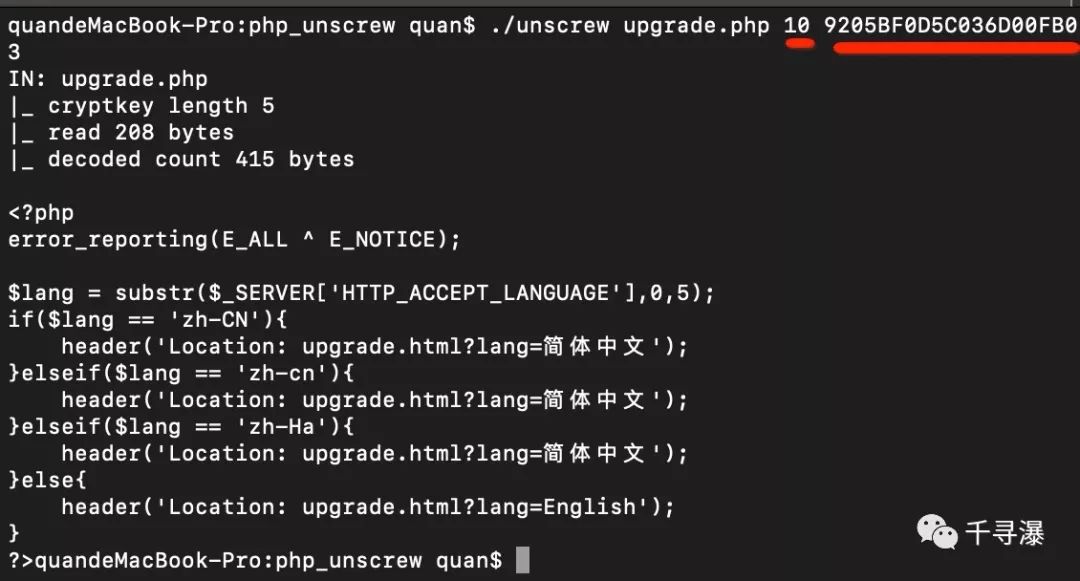 quandeMacBook-Pro:php_unscrew quan$ ./unscrew upgrade.php 10 9205BF0D5C036D00FB0
3
IN: upgrade.php
|_ cryptkey length 5
|_ read 208 bytes
|_ decoded count 415 bytes
<?php
error_reporting(E_ALL ^ E_NOTICE);
$lang = substr($_SERVER['HTTP_ACCEPT_LANGUAGE'],0,5);
if($lang == 'zh-CN'){
    header('Location: upgrade.html?lang=简体中文');
}elseif($lang == 'zh-cn'){
    header('Location: upgrade.html?lang=简体中文');
}elseif($lang == 'zh-Ha'){
    header('Location: upgrade.html?lang=简体中文');
}else{
    header('Location: upgrade.html?lang=English');
}
?>quandeMacBook-Pro:php_unscrew quan$
千寻瀑